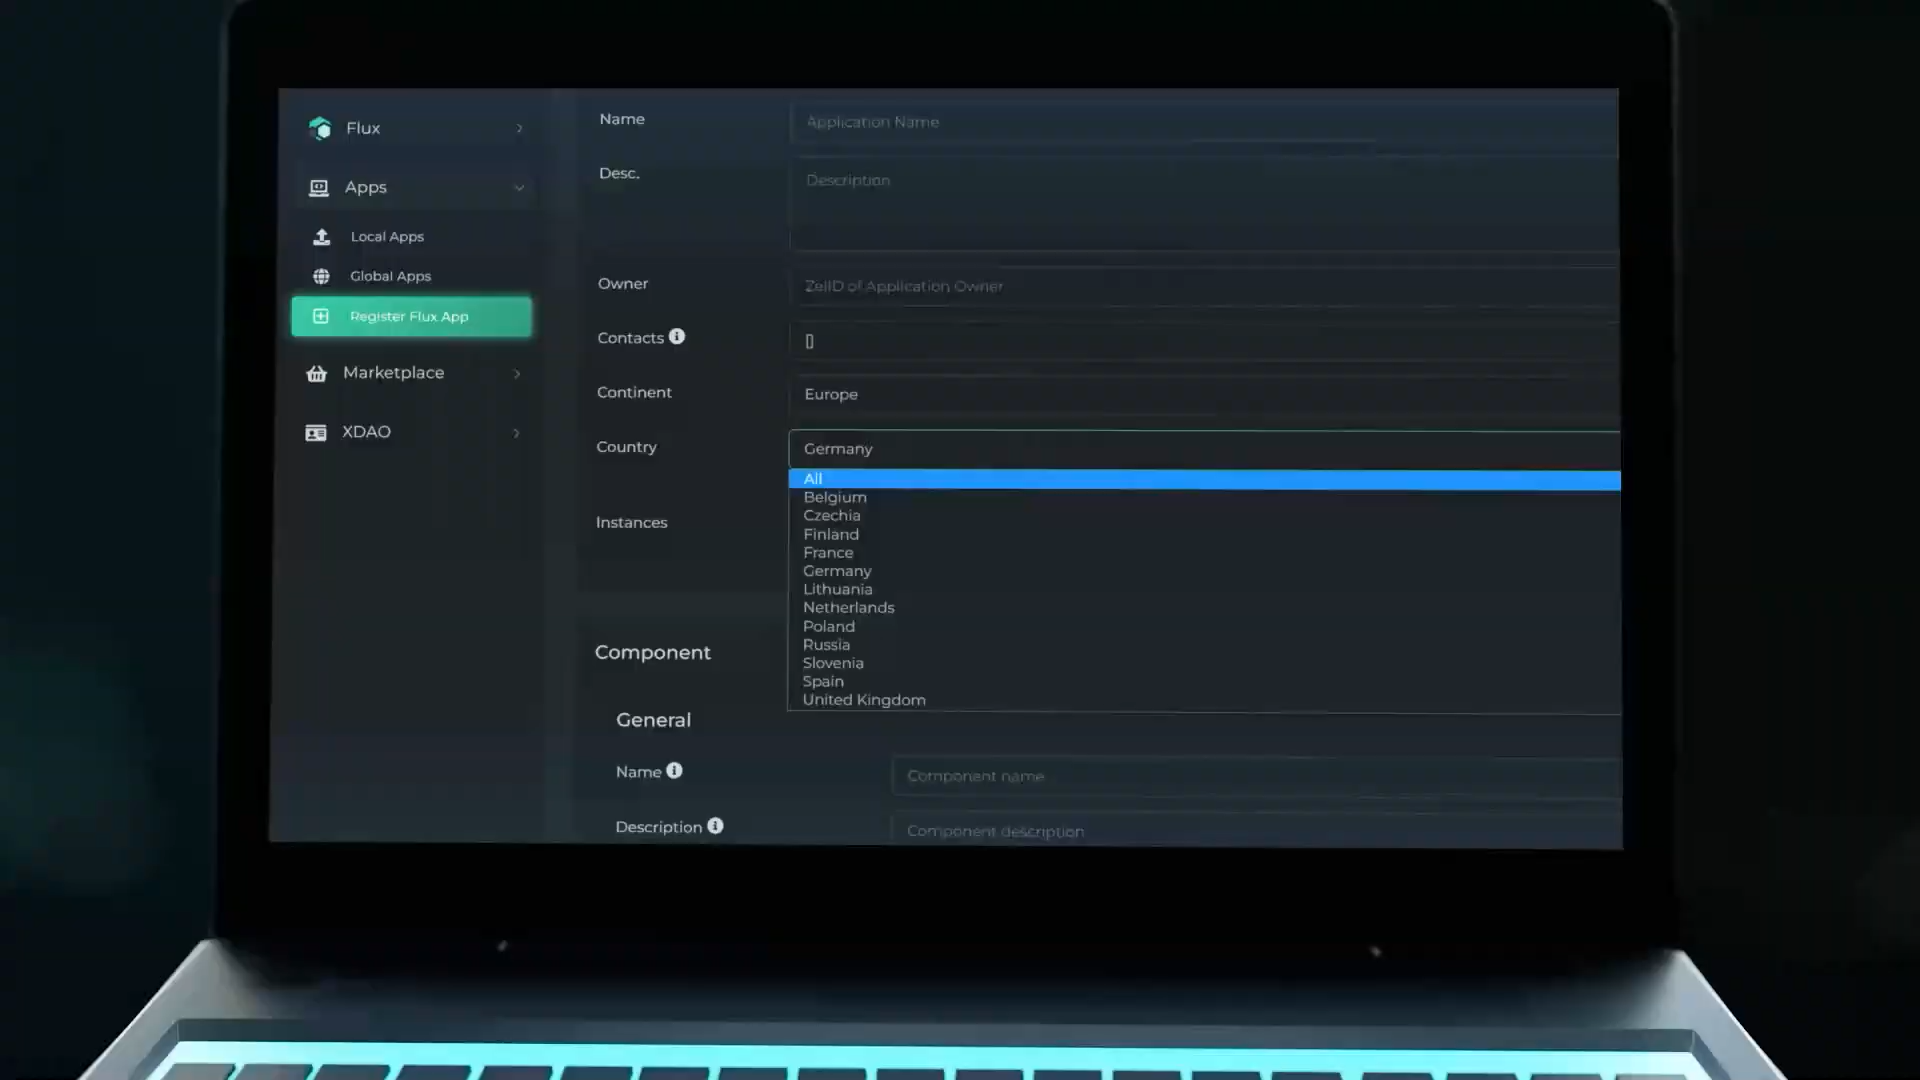 Flux
Apps
Local Apps
Global Apps
Register Flux App
Marketplace
XDAO
Name
Application Name
Desc.
Description
Owner
ZelID of Application Owner
Contacts
[]
Continent
Europe
Country
Germany
All
Belgium
Czechia
Finland
France
Germany
Lithuania
Netherlands
Poland
Russia
Slovenia
Spain
United Kingdom
Instances
Component
General
Name
Component name
Description
Component description